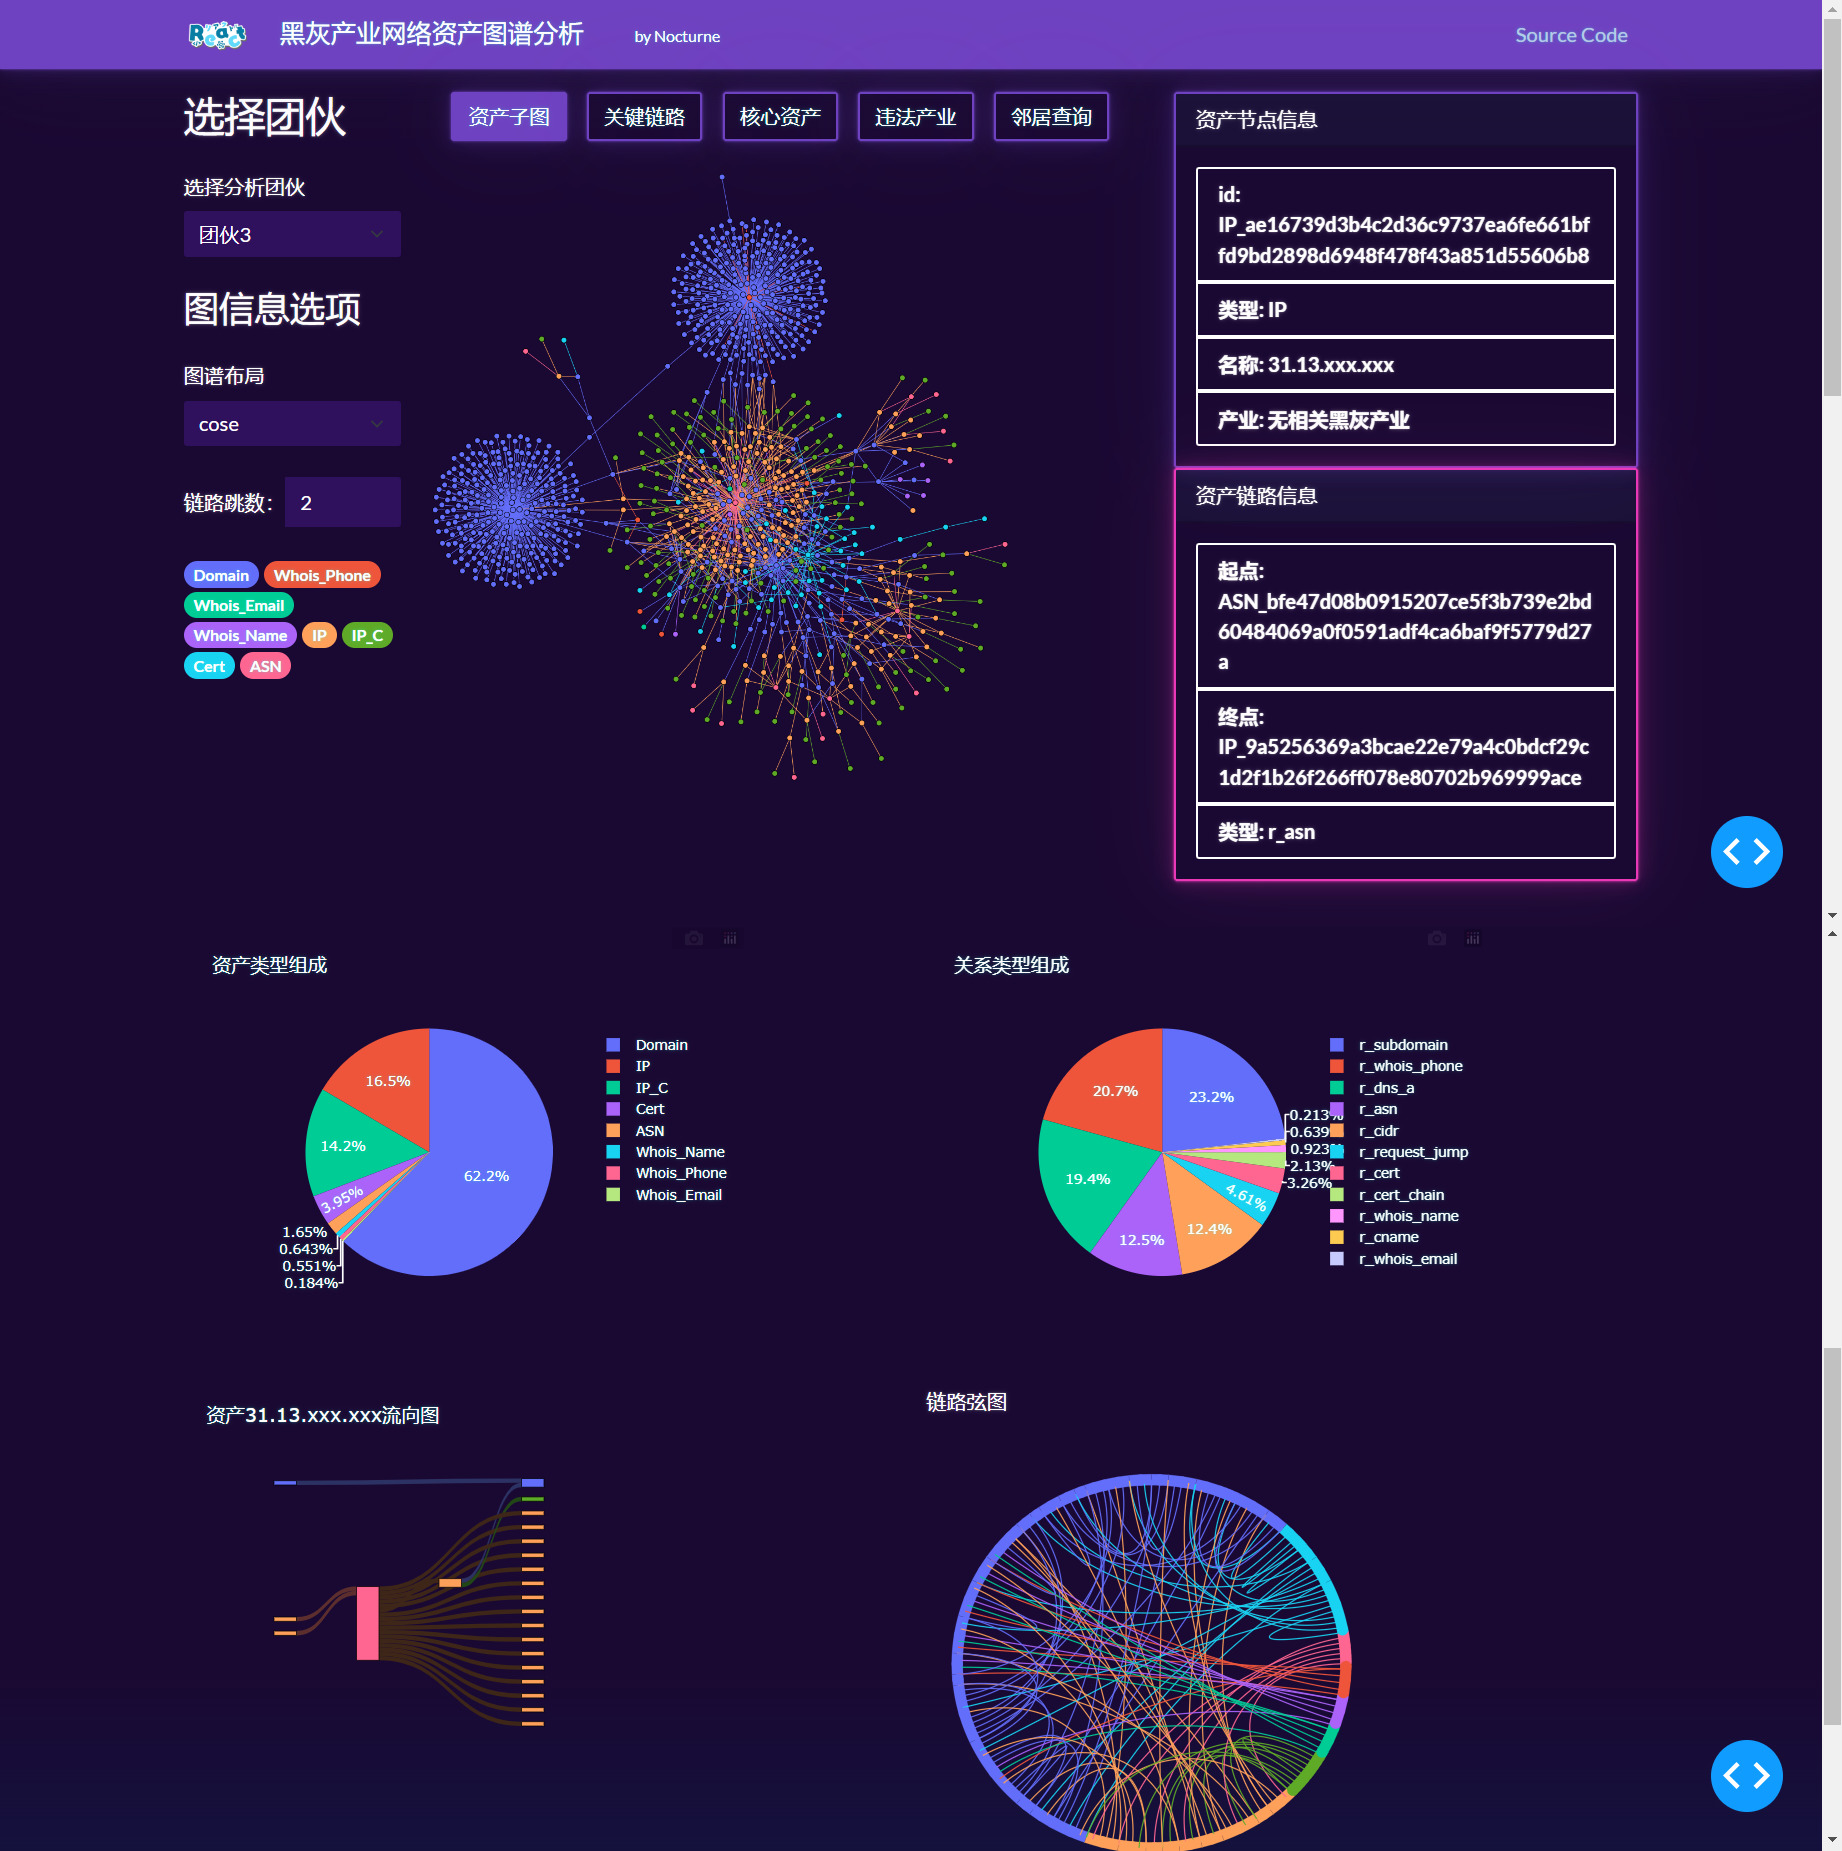 React
黑灰产业网络资产图谱分析
by Nocturne
Source Code
选择团伙
选择分析团伙
团伙3
图信息选项
图谱布局
cose
链路跳数：
2
Domain
Whois_Phone
Whois_Email
Whois_Name
IP
IP_C
Cert
ASN
资产子图
关键链路
核心资产
违法产业
邻居查询
资产节点信息
id:
IP_ae16739d3b4c2d36c9737ea6fe661bf
fd9bd2898d6948f478f43a851d55606b8
类型: IP
名称: 31.13.xxx.xxx
产业: 无相关黑灰产业
资产链路信息
起点:
ASN_bfe47d08b0915207ce5f3b739e2bd
60484069a0f0591adf4ca6baf9f5779d27
a
终点:
IP_9a5256369a3bcae22e79a4c0bdcf29c
1d2f1b26f266ff078e80702b969999ace
类型: r_asn
资产类型组成
16.5%
14.2%
62.2%
3.95%
1.65%
0.643%
0.551%
0.184%
Domain
IP
IP_C
Cert
ASN
Whois_Name
Whois_Phone
Whois_Email
关系类型组成
20.7%
23.2%
19.4%
12.5%
12.4%
4.61%
0.213%
0.639%
0.923%
2.13%
3.26%
r_subdomain
r_whois_phone
r_dns_a
r_asn
r_cidr
r_request_jump
r_cert
r_cert_chain
r_whois_name
r_cname
r_whois_email
资产31.13.xxx.xxx流向图
链路弦图